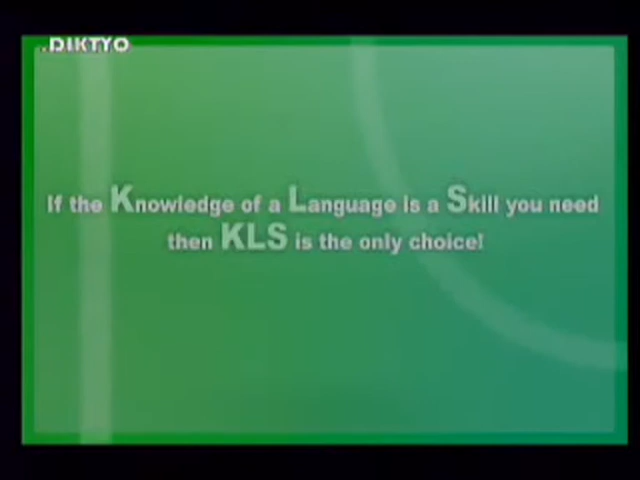 .DIKTYO
If the Knowledge of a Language is a Skill you need
then KLS is the only choice!